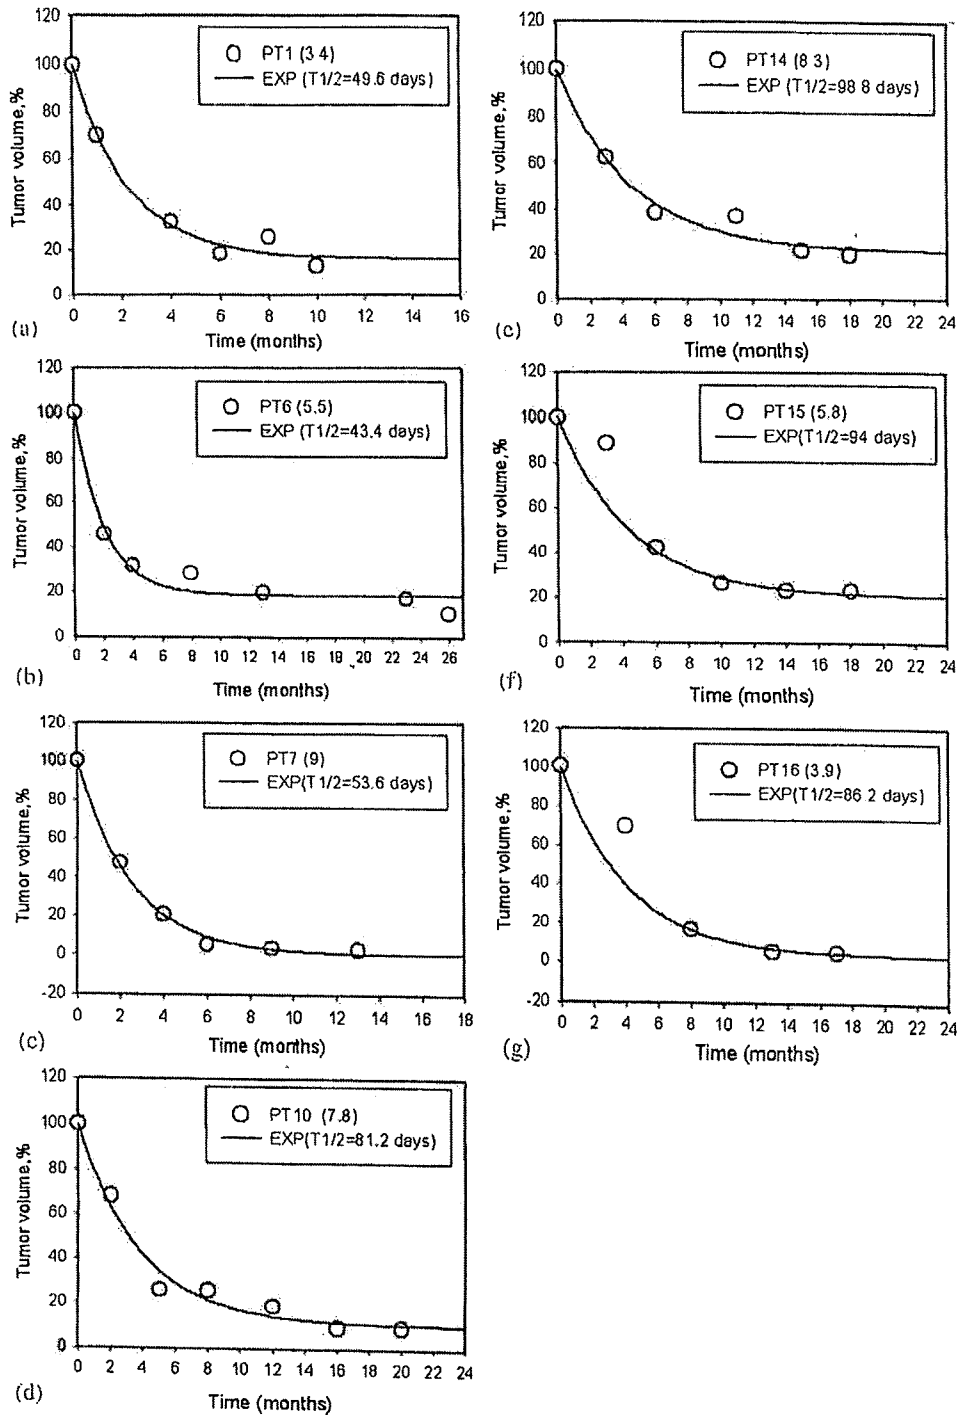 120
100
80
60
40
20
0
Tumor volume,%
PT1 (3 4)
EXP (T1/2=49.6 days)
0 2 4 6 8 10 12 14 16
Time (months)
(a)
120
100
80
60
40
20
0
Tumor volume,%
PT6 (5.5)
EXP (T1/2=43.4 days)
0 2 4 6 8 10 12 14 16 18 20 22 24 26
Time (months)
(b)
120
100
80
60
40
20
0
-20
Tumor volume,%
PT7 (9)
EXP(T1/2=53.6 days)
0 2 4 6 8 10 12 14 16 18
Time (months)
(c)
120
100
80
60
40
20
0
Tumor volume,%
PT10 (7.8)
EXP(T1/2=81.2 days)
0 2 4 6 8 10 12 14 16 18 20 22 24
Time (months)
(d)
120
100
80
60
40
20
0
Tumor volume,%
PT14 (8 3)
EXP (T1/2=98 8 days)
0 2 4 6 8 10 12 14 16 18 20 22 24
Time (months)
(e)
120
100
80
60
40
20
0
Tumor volume,%
PT15 (5.8)
EXP(T1/2=94 days)
0 2 4 6 8 10 12 14 16 18 20 22 24
Time (months)
(f)
120
100
80
60
40
20
0
-20
Tumor volume,%
PT16 (3.9)
EXP(T1/2=86 2 days)
0 2 4 6 8 10 12 14 16 18 20 22 24
Time (months)
(g)